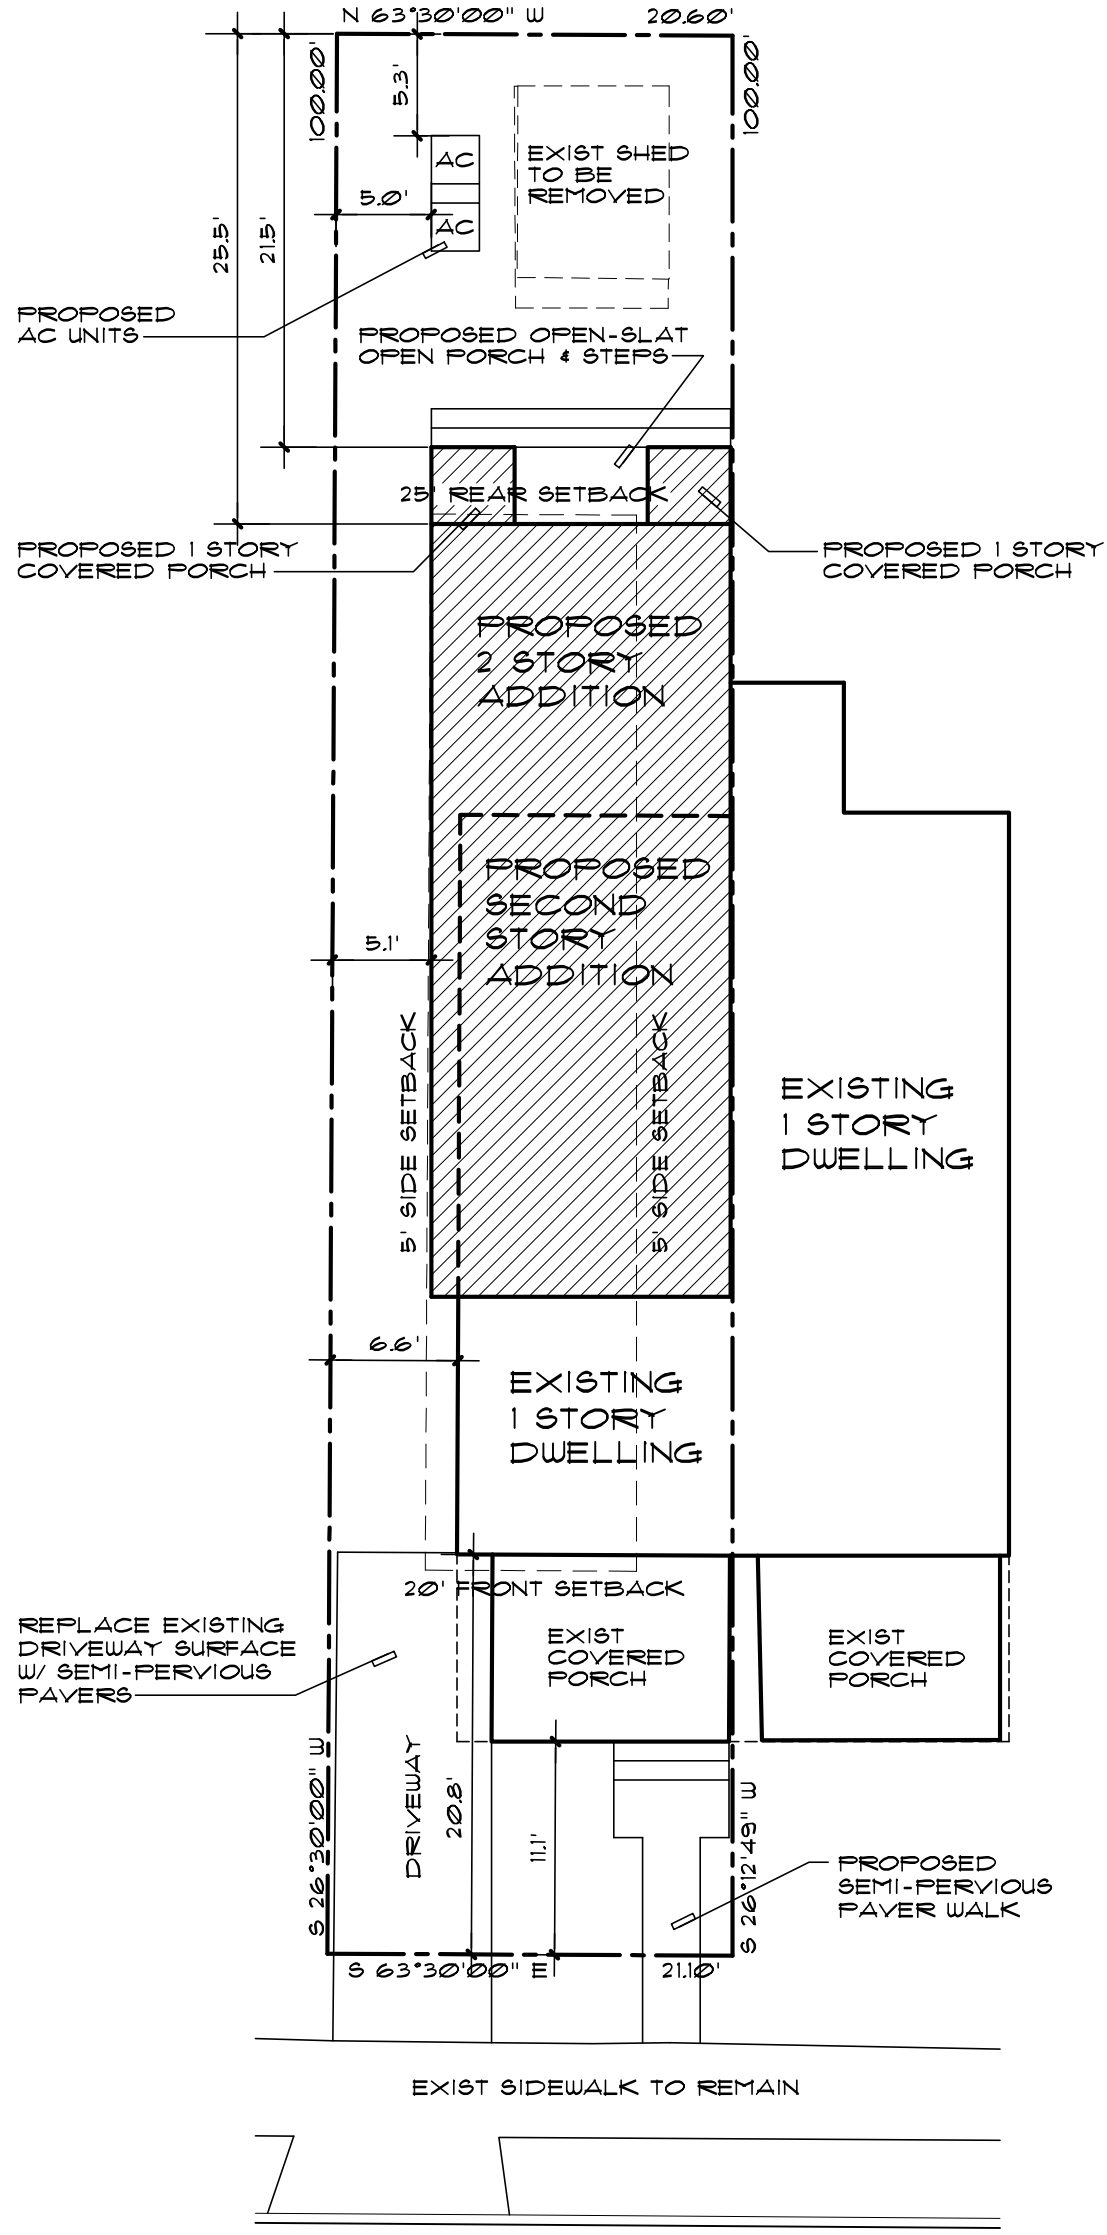 N 63°30'00" W
20.60'
100.00'
100.00'
5.3'
AC
AC
EXIST SHED
TO BE
REMOVED
5.0'
25.5'
21.5'
PROPOSED
AC UNITS
PROPOSED OPEN-SLAT
OPEN PORCH & STEPS
25' REAR SETBACK
PROPOSED 1 STORY
COVERED PORCH
PROPOSED 1 STORY
COVERED PORCH
PROPOSED
2 STORY
ADDITION
PROPOSED
SECOND
STORY
ADDITION
5.1'
5' SIDE SETBACK
5' SIDE SETBACK
EXISTING
1 STORY
DWELLING
6.6'
EXISTING
1 STORY
DWELLING
20' FRONT SETBACK
REPLACE EXISTING
DRIVEWAY SURFACE
W/ SEMI-PERVIOUS
PAVERS
EXIST
COVERED
PORCH
EXIST
COVERED
PORCH
DRIVEWAY
20.8'
11.1'
S 26°30'00" W
S 26°12'49" W
PROPOSED
SEMI-PERVIOUS
PAVER WALK
S 63°30'00" E
21.10'
EXIST SIDEWALK TO REMAIN